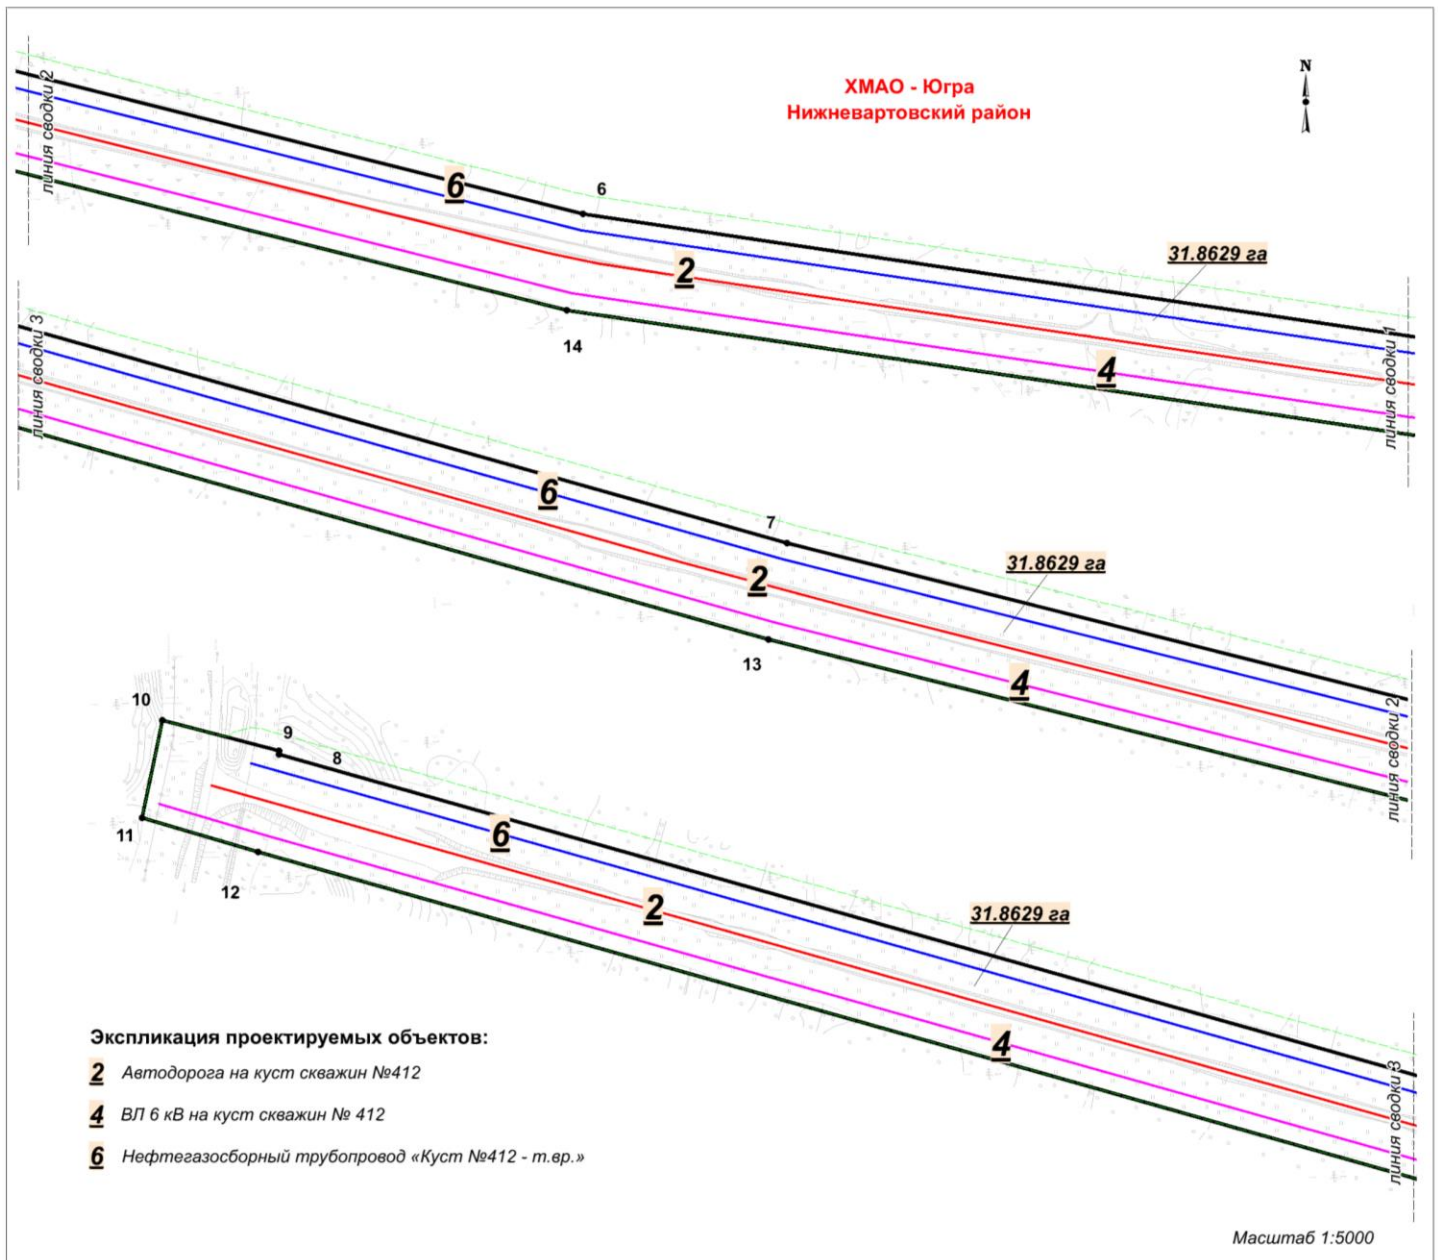 ХМАО - Югра
Нижневартовский район
N
линия сводки 2
6
6
2
31.8629 га
14
4
линия сводки 1
линия сводки 3
6
7
2
31.8629 га
13
4
линия сводки 2
10
9
8
11
12
6
2
31.8629 га
4
линия сводки 3
Экспликация проектируемых объектов:
2 Автодорога на куст скважин №412
4 ВЛ 6 кВ на куст скважин № 412
6 Нефтегазосборный трубопровод «Куст №412 - т.вр.»
Масштаб 1:5000